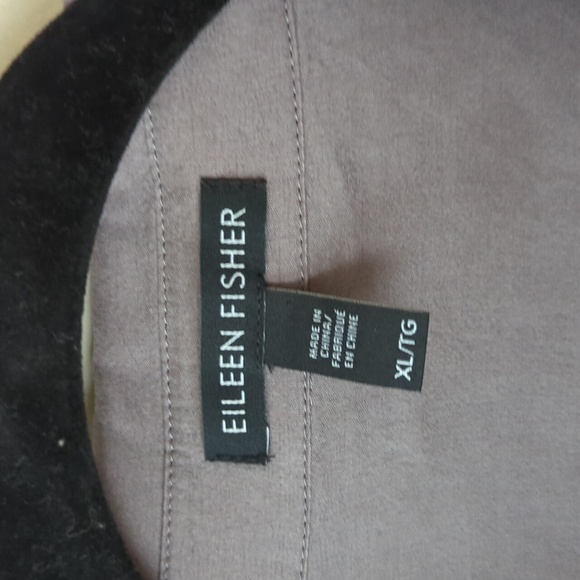 EILEEN FISHER
MADE IN
CHINA/
FABRIQUÉ
EN CHINE
XL/TG